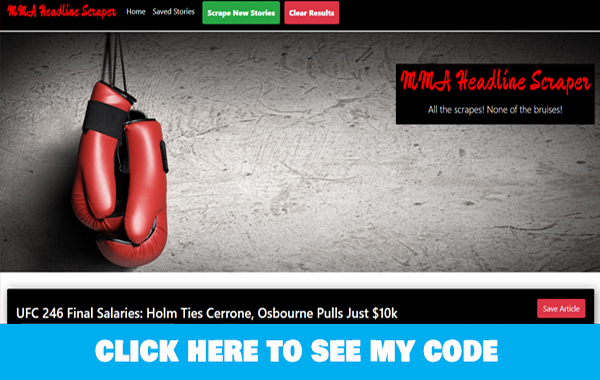 MMA Headline Scraper Home Saved Stories Scrape New Stories Clear Results
MMA Headline Scraper
All the scrapes! None of the bruises!
UFC 246 Final Salaries: Holm Ties Cerrone, Osbourne Pulls Just $10k
Save Article
CLICK HERE TO SEE MY CODE